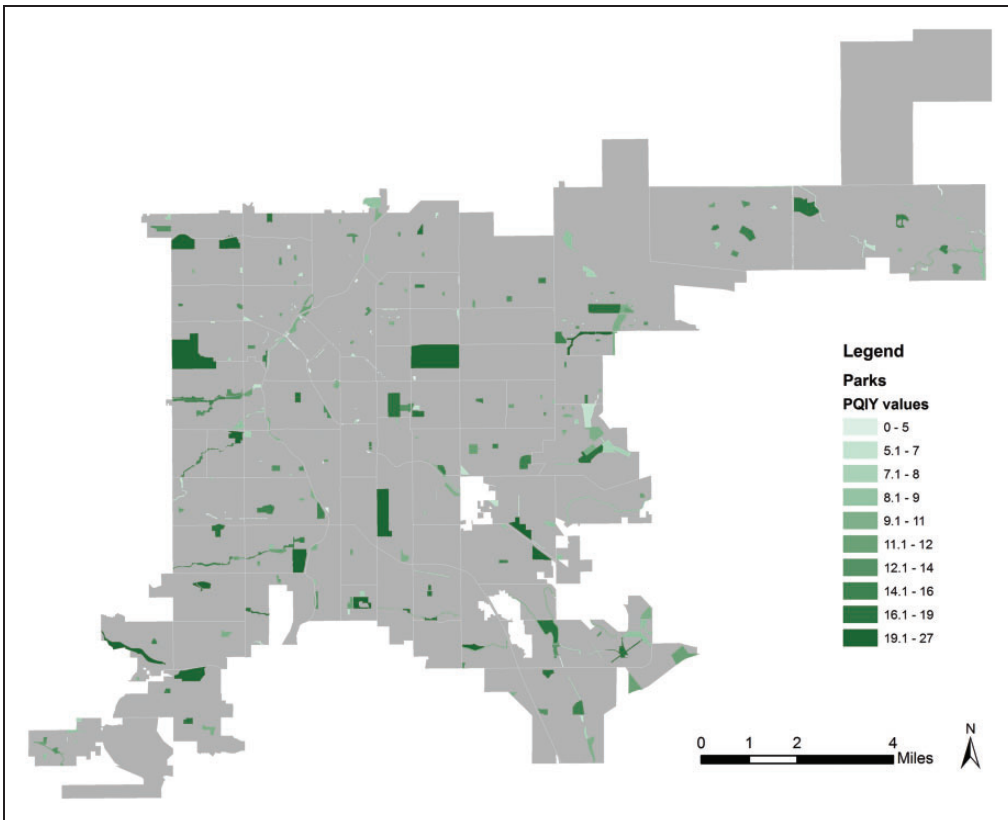 Legend
Parks
PQIY values
0 - 5
5.1 - 7
7.1 - 8
8.1 - 9
9.1 - 11
11.1 - 12
12.1 - 14
14.1 - 16
16.1 - 19
19.1 - 27
0 1 2 4
Miles
N